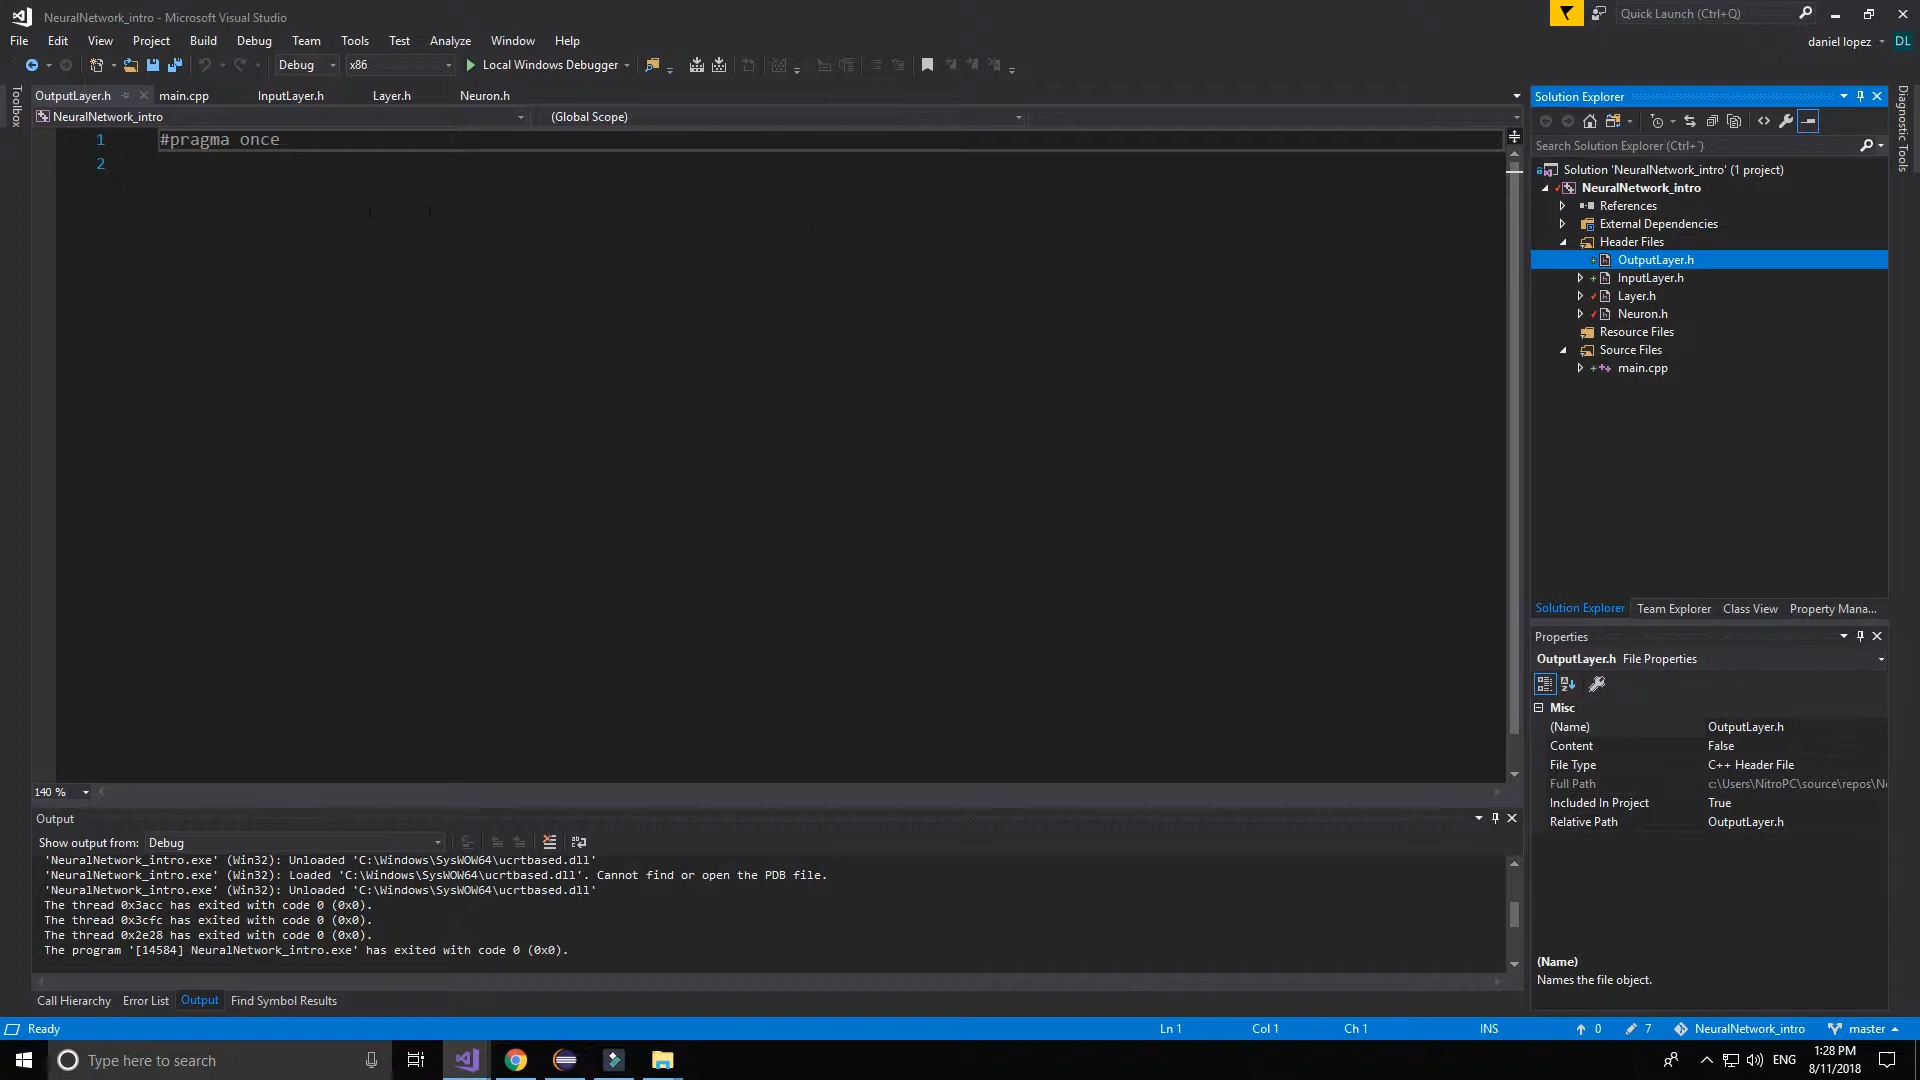 NeuralNetwork_intro - Microsoft Visual Studio
Quick Launch (Ctrl+Q)
File Edit View Project Build Debug Team Tools Test Analyze Window Help
daniel lopez DL
Debug x86 Local Windows Debugger
Toolbox
OutputLayer.h main.cpp InputLayer.h Layer.h Neuron.h
NeuralNetwork_intro (Global Scope)
1 #pragma once
2
140 %
Solution Explorer
Search Solution Explorer (Ctrl+¨)
Solution 'NeuralNetwork_intro' (1 project)
NeuralNetwork_intro
References
External Dependencies
Header Files
OutputLayer.h
InputLayer.h
Layer.h
Neuron.h
Resource Files
Source Files
main.cpp
Diagnostic Tools
Solution Explorer Team Explorer Class View Property Mana...
Properties
OutputLayer.h File Properties
Misc
(Name) OutputLayer.h
Content False
File Type C++ Header File
Full Path c:\Users\NitroPC\source\repos\N
Included In Project True
Relative Path OutputLayer.h
(Name)
Names the file object.
Output
Show output from: Debug
'NeuralNetwork_intro.exe' (Win32): Unloaded 'C:\Windows\SysWOW64\ucrtbased.dll'
'NeuralNetwork_intro.exe' (Win32): Loaded 'C:\Windows\SysWOW64\ucrtbased.dll'. Cannot find or open the PDB file.
'NeuralNetwork_intro.exe' (Win32): Unloaded 'C:\Windows\SysWOW64\ucrtbased.dll'
The thread 0x3acc has exited with code 0 (0x0).
The thread 0x3cfc has exited with code 0 (0x0).
The thread 0x2e28 has exited with code 0 (0x0).
The program '[14584] NeuralNetwork_intro.exe' has exited with code 0 (0x0).
Call Hierarchy Error List Output Find Symbol Results
Ready Ln 1 Col 1 Ch 1 INS 0 7 NeuralNetwork_intro master
Type here to search
ENG
1:28 PM
8/11/2018